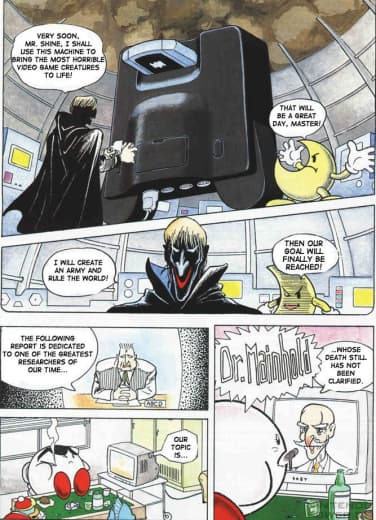 VERY SOON,
MR. SHINE, I SHALL
USE THIS MACHINE TO
BRING THE MOST HORRIBLE
VIDEO GAME CREATURES
TO LIFE!
THAT WILL
BE A GREAT
DAY, MASTER!
I WILL CREATE
AN ARMY AND
RULE THE WORLD!
THEN OUR
GOAL WILL
FINALLY BE
REACHED!
THE FOLLOWING
REPORT IS DEDICATED
TO ONE OF THE GREATEST
RESEARCHERS OF
OUR TIME...
ABCD
Dr. Mainhold
...WHOSE
DEATH STILL
HAS NOT
BEEN
CLARIFIED.
OUR
TOPIC
IS...